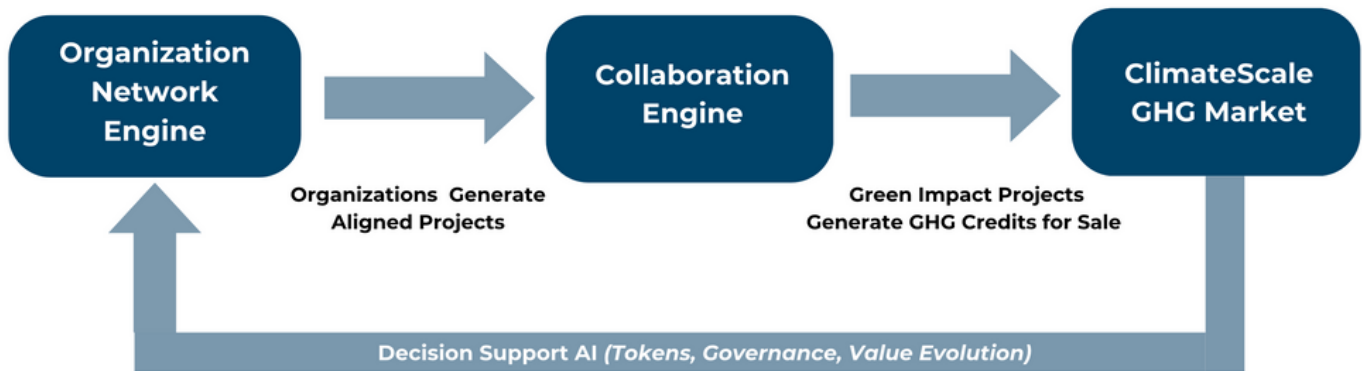 Organization
Network
Engine
Collaboration
Engine
ClimateScale
GHG Market
Organizations Generate
Aligned Projects
Green Impact Projects
Generate GHG Credits for Sale
Decision Support AI (Tokens, Governance, Value Evolution)